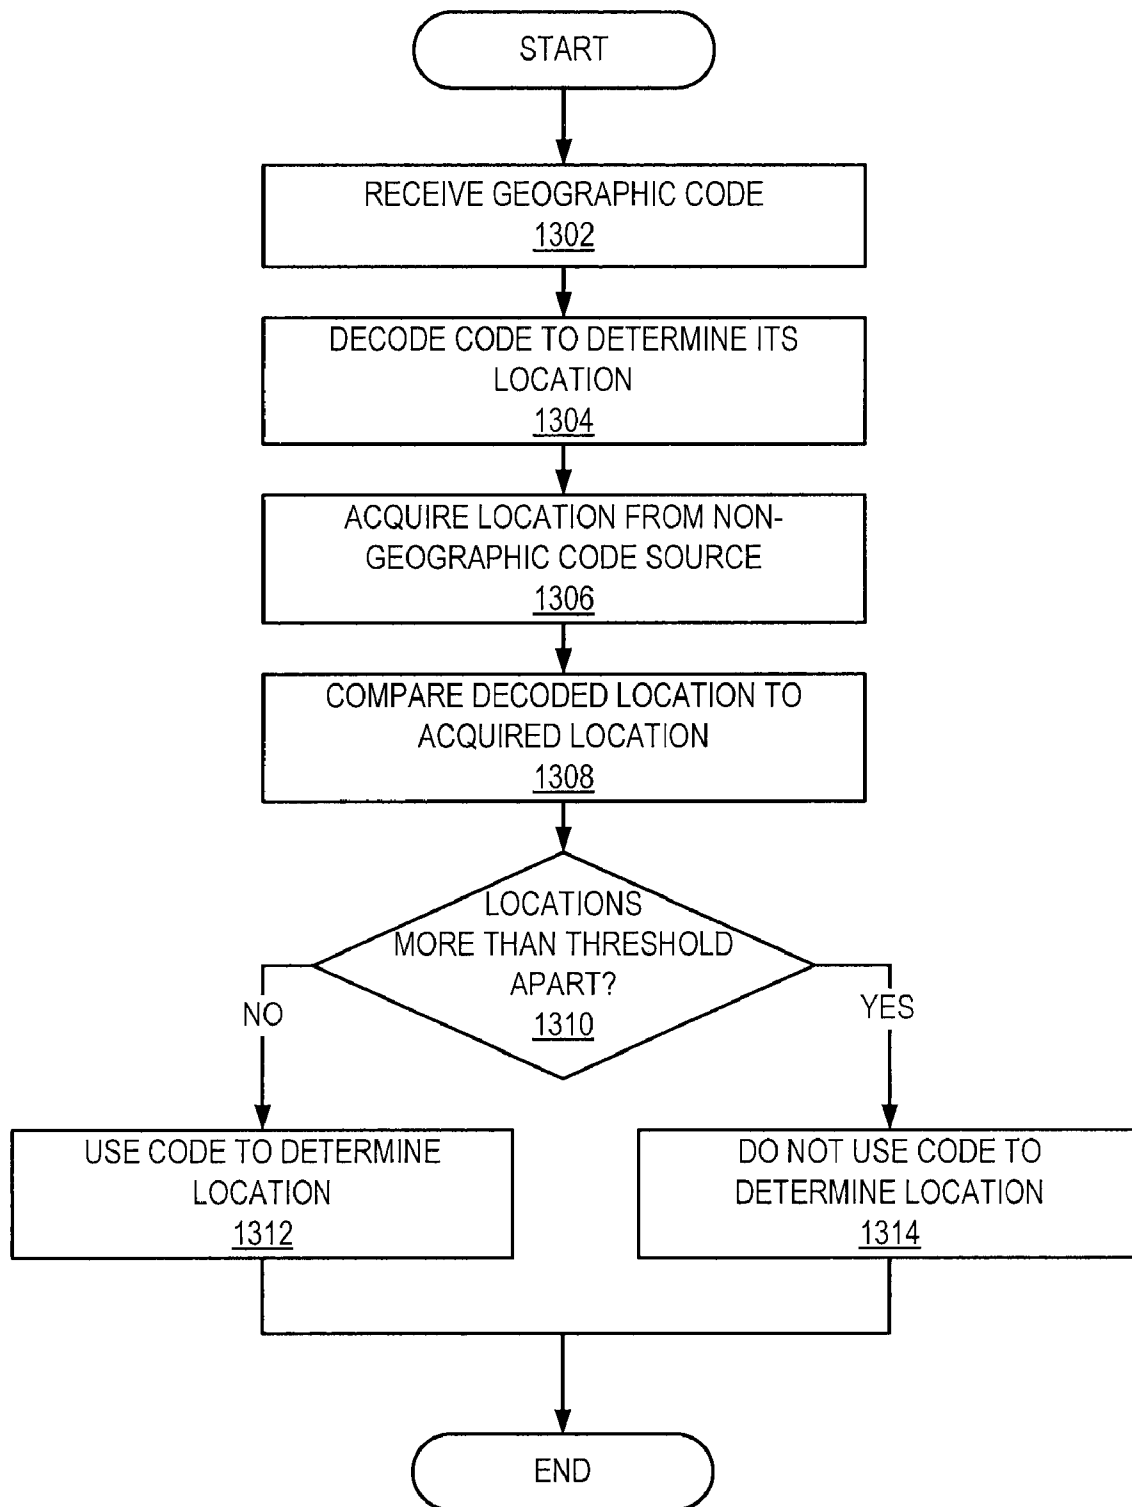 START
RECEIVE GEOGRAPHIC CODE
1302
DECODE CODE TO DETERMINE ITS
LOCATION
1304
ACQUIRE LOCATION FROM NON-
GEOGRAPHIC CODE SOURCE
1306
COMPARE DECODED LOCATION TO
ACQUIRED LOCATION
1308
LOCATIONS
MORE THAN THRESHOLD
APART?
1310
NO
YES
USE CODE TO DETERMINE
LOCATION
1312
DO NOT USE CODE TO
DETERMINE LOCATION
1314
END